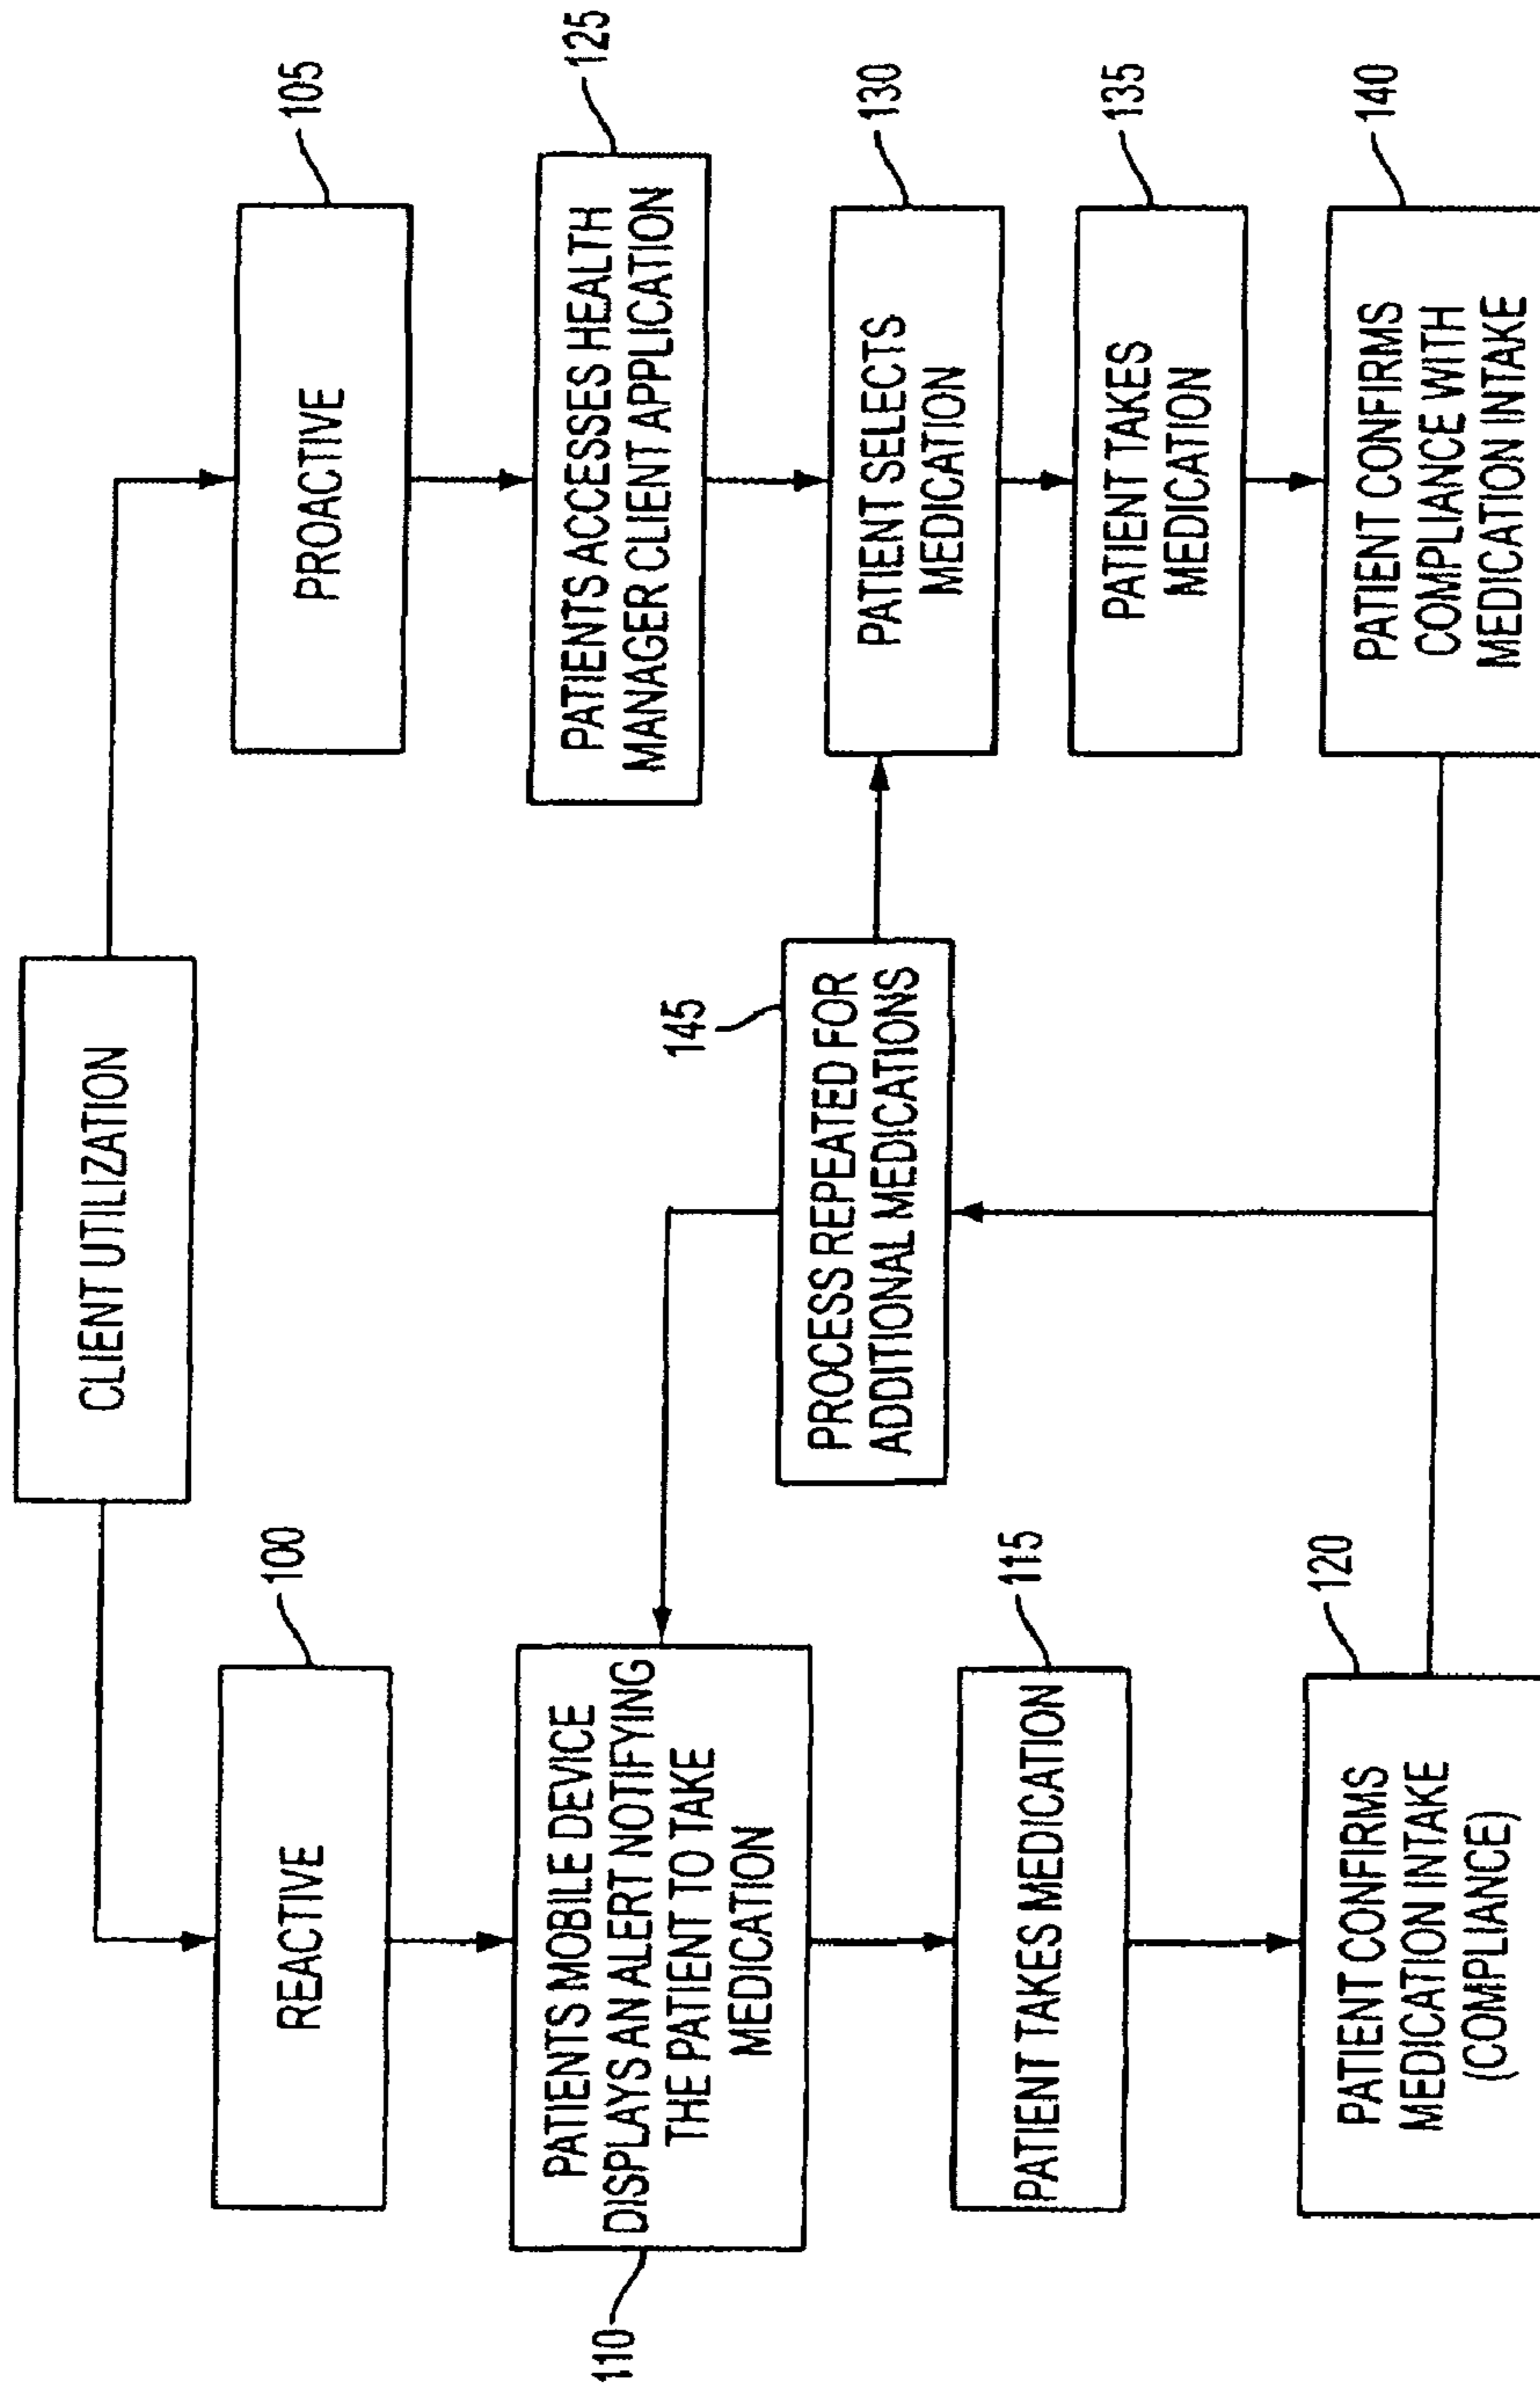 CLIENT UTILIZATION
100
REACTIVE
105
PROACTIVE
110
PATIENTS MOBILE DEVICE
DISPLAYS AN ALERT NOTIFYING
THE PATIENT TO TAKE
MEDICATION
125
PATIENTS ACCESSES HEALTH
MANAGER CLIENT APPLICATION
145
PROCESS REPEATED FOR
ADDITIONAL MEDICATIONS
130
PATIENT SELECTS
MEDICATION
115
PATIENT TAKES MEDICATION
135
PATIENT TAKES
MEDICATION
120
PATIENT CONFIRMS
MEDICATION INTAKE
(COMPLIANCE)
140
PATIENT CONFIRMS
COMPLIANCE WITH
MEDICATION INTAKE